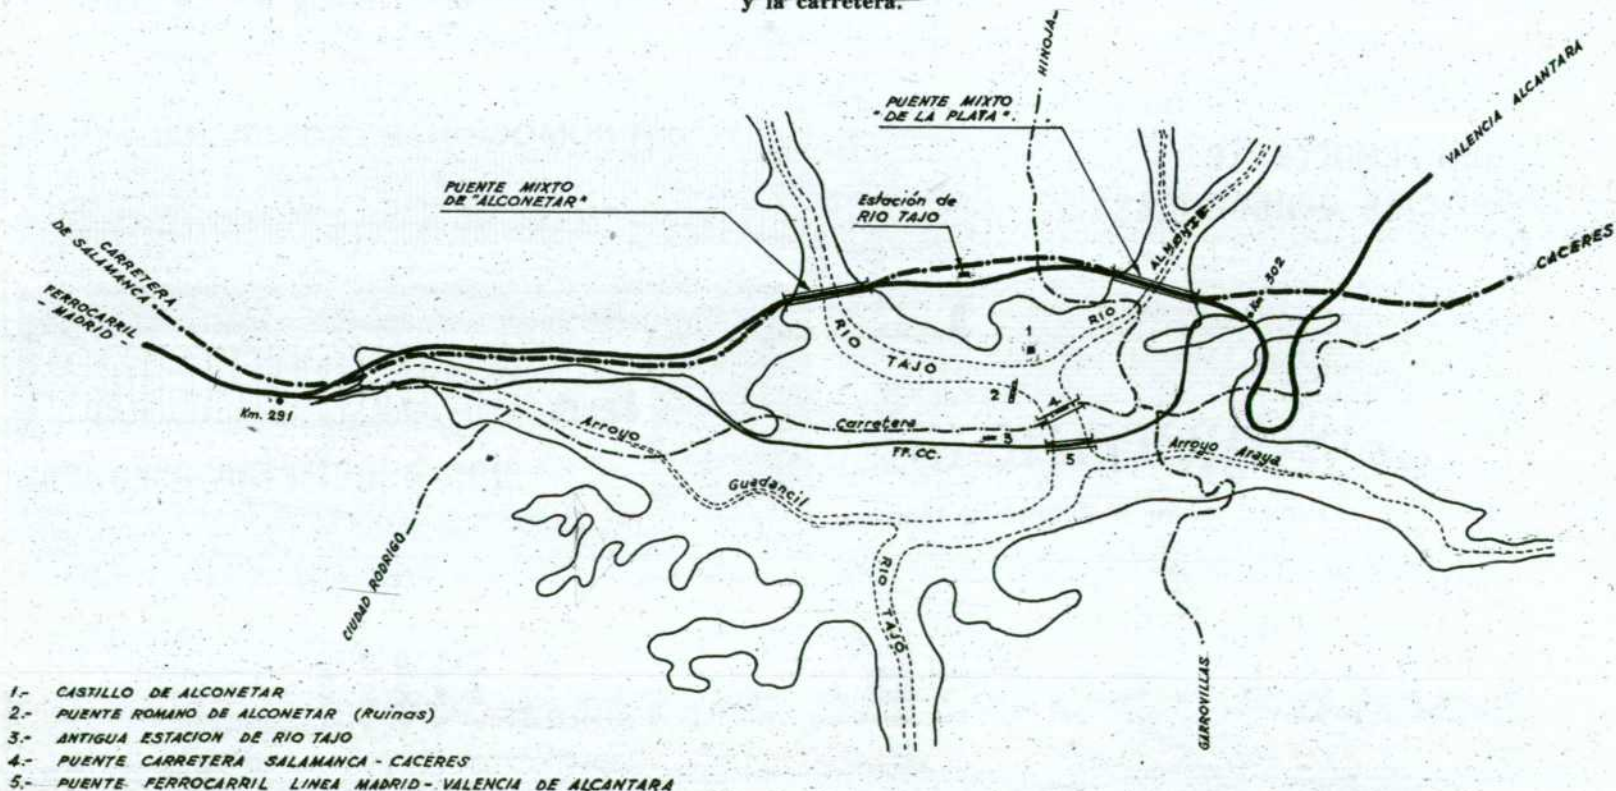 y la carretera.
HINOJA
PUENTE MIXTO
"DE LA PLATA".
VALENCIA ALCANTARA
PUENTE MIXTO
DE "ALCONETAR"
Estación de
RIO TAJO
ALMONTE
CARRETERA
DE SALAMANCA
CACERES
FERROCARRIL
- MADRID -
Km. 302
RIO
RIO TAJO
1
2
4
Km. 291
Arroyo
Carretera
3
FF. CC.
5
Arroyo Araya
Guadancil
CIUDAD RODRIGO
RIO TAJO
GARROVILLAS
1.- CASTILLO DE ALCONETAR
2.- PUENTE ROMANO DE ALCONETAR (Ruinas)
3.- ANTIGUA ESTACION DE RIO TAJO
4.- PUENTE CARRETERA SALAMANCA - CACERES
5.- PUENTE FERROCARRIL LINEA MADRID - VALENCIA DE ALCANTARA